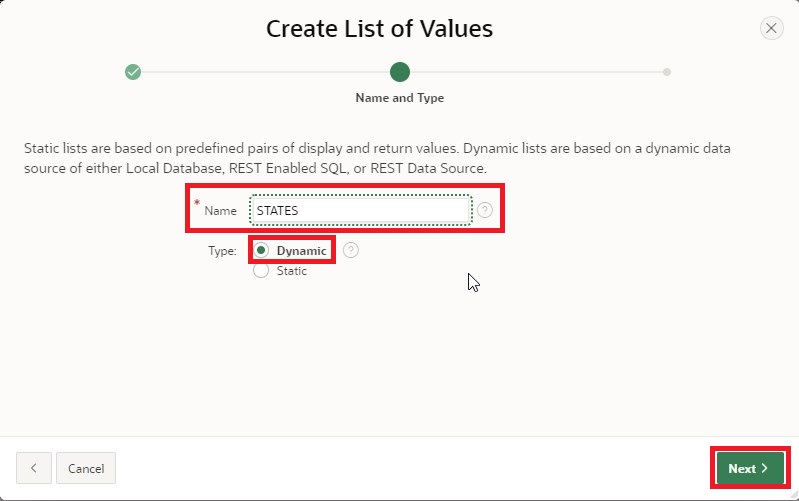 Create List of Values
Name and Type
Static lists are based on predefined pairs of display and return values. Dynamic lists are based on a dynamic data
source of either Local Database, REST Enabled SQL, or REST Data Source.
* Name STATES ?
Type: Dynamic ?
Static
< Cancel Next >